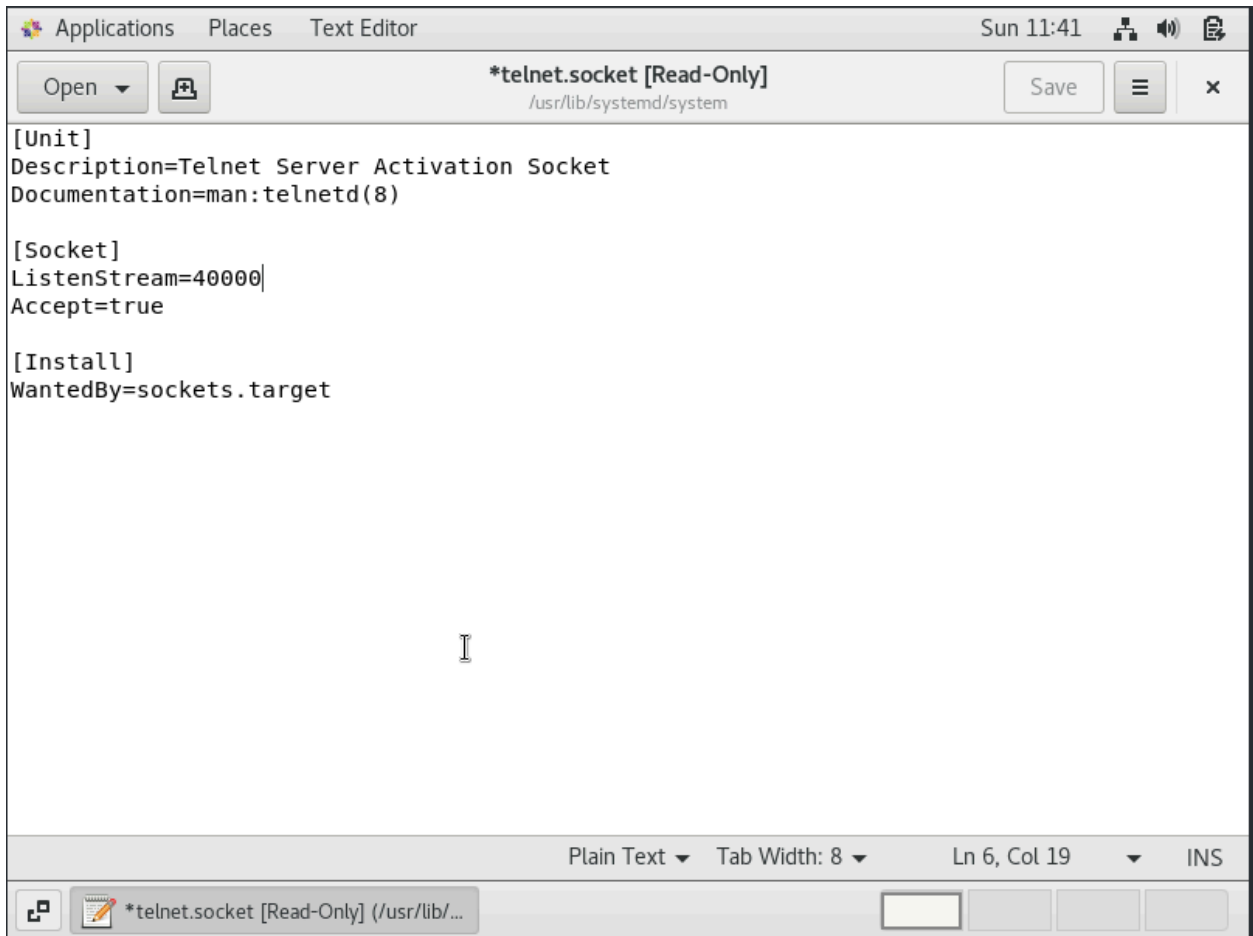 Applications Places Text Editor Sun 11:41
Open *telnet.socket [Read-Only] Save
/usr/lib/systemd/system
[Unit]
Description=Telnet Server Activation Socket
Documentation=man:telnetd(8)
[Socket]
ListenStream=40000
Accept=true
[Install]
WantedBy=sockets.target
Plain Text Tab Width: 8 Ln 6, Col 19 INS
*telnet.socket [Read-Only] (/usr/lib/...